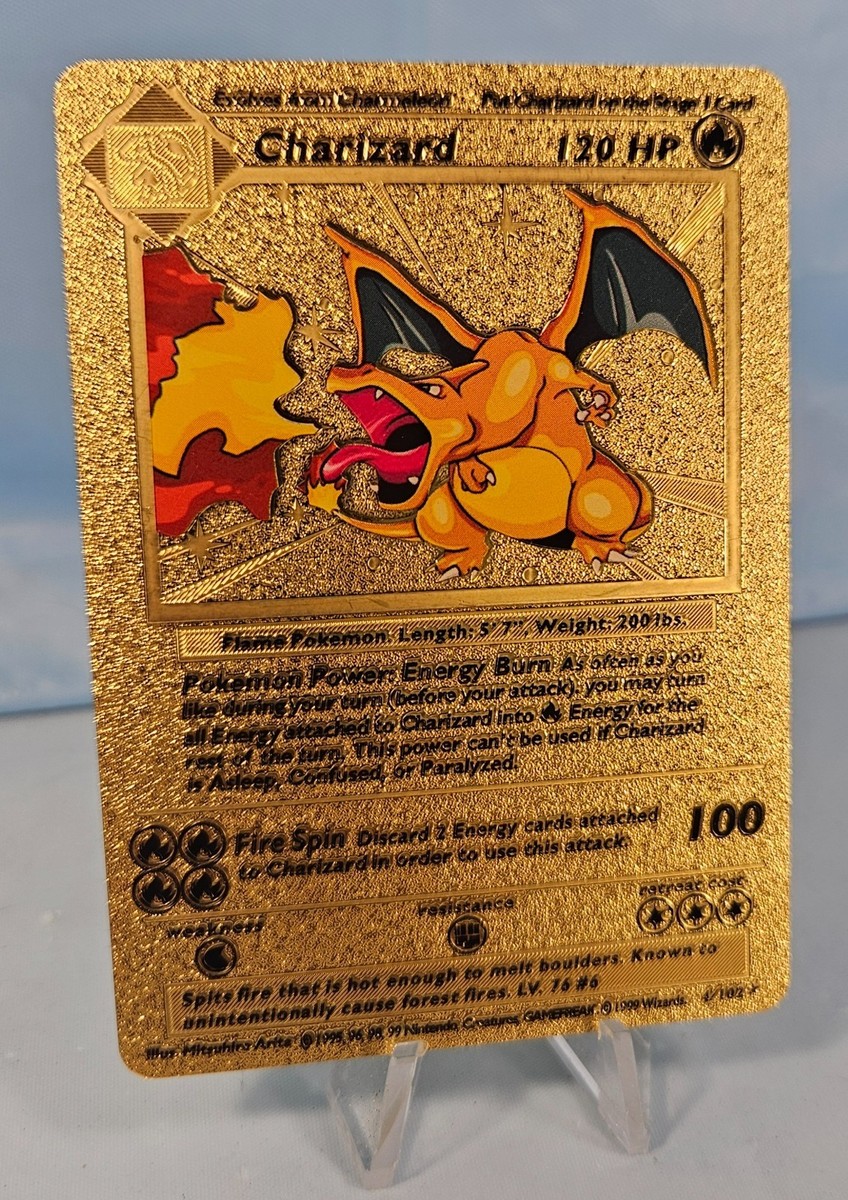 Evolves from Charmeleon Put Charizard on the Stage 1 Card
Charizard 120 HP
Flame Pokemon. Length: 5' 7", Weight: 200 lbs.
Pokemon Power: Energy Burn As often as you
like during your turn (before your attack), you may turn
all Energy attached to Charizard into Energy for the
rest of the turn. This power can't be used if Charizard
is Asleep, Confused, or Paralyzed.
Fire Spin Discard 2 Energy cards attached
to Charizard in order to use this attack.
100
weakness
resistance
retreat cost
Spits fire that is hot enough to melt boulders. Known to
unintentionally cause forest fires. LV. 76 #6
Illus. Mitsuhiro Arita ©1995, 96, 98, 99 Nintendo, Creatures, GAMEFREAK. ©1999 Wizards. 4/102 ★